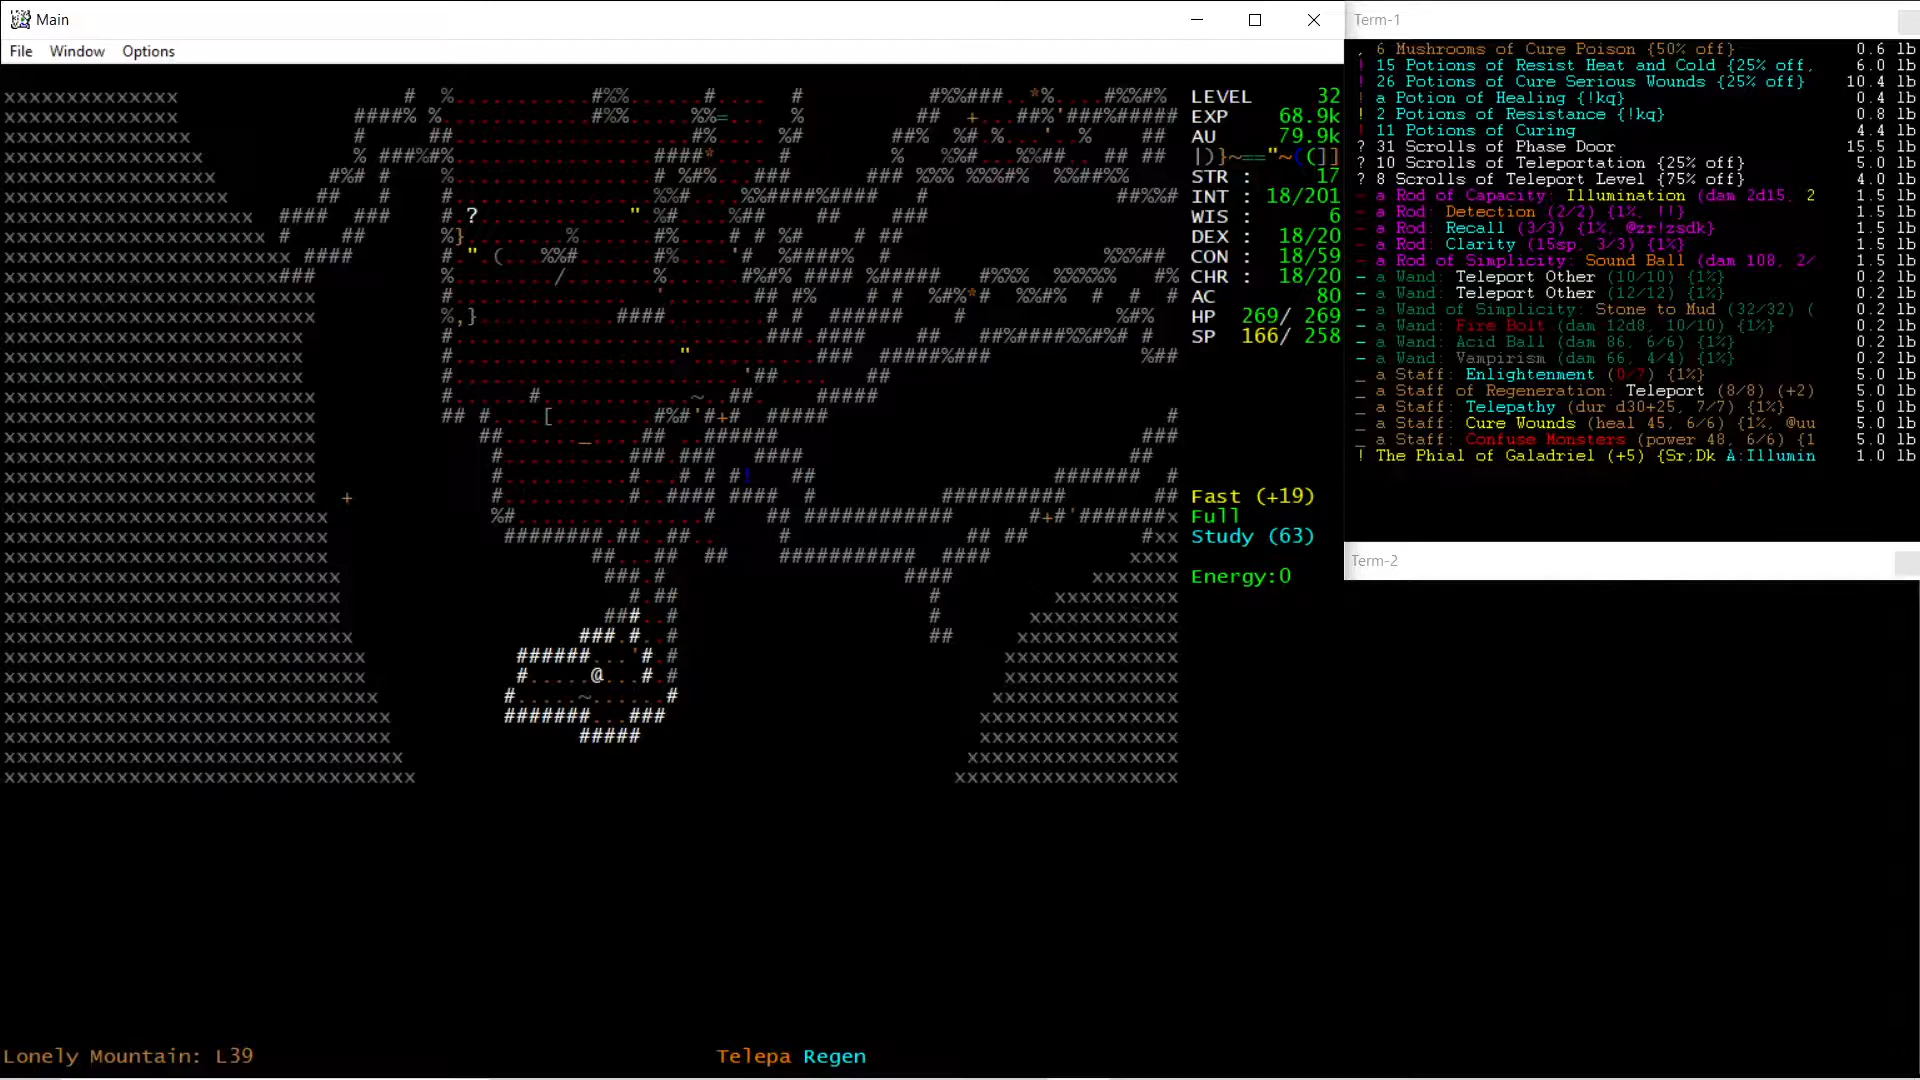 Main
File Window Options
LEVEL 32
EXP 68.9k
AU 79.9k
|)}~=="~((]]
STR : 17
INT : 18/201
WIS : 6
DEX : 18/20
CON : 18/59
CHR : 18/20
AC 80
HP 269/ 269
SP 166/ 258
Fast (+19)
Full
Study (63)
Energy:0
Lonely Mountain: L39
Telepa Regen
Term-1
, 6 Mushrooms of Cure Poison {50% off} 0.6 lb
! 15 Potions of Resist Heat and Cold {25% off, 6.0 lb
! 26 Potions of Cure Serious Wounds {25% off} 10.4 lb
! a Potion of Healing {!kq} 0.4 lb
! 2 Potions of Resistance {!kq} 0.8 lb
! 11 Potions of Curing 4.4 lb
? 31 Scrolls of Phase Door 15.5 lb
? 10 Scrolls of Teleportation {25% off} 5.0 lb
? 8 Scrolls of Teleport Level {75% off} 4.0 lb
- a Rod of Capacity: Illumination (dam 2d15, 2 1.5 lb
- a Rod: Detection (2/2) {1%, !!} 1.5 lb
- a Rod: Recall (3/3) {1%, @zr!zsdk} 1.5 lb
- a Rod: Clarity (15sp, 3/3) {1%} 1.5 lb
- a Rod of Simplicity: Sound Ball (dam 108, 2/ 1.5 lb
- a Wand: Teleport Other (10/10) {1%} 0.2 lb
- a Wand: Teleport Other (12/12) {1%} 0.2 lb
- a Wand of Simplicity: Stone to Mud (32/32) ( 0.2 lb
- a Wand: Fire Bolt (dam 12d8, 10/10) {1%} 0.2 lb
- a Wand: Acid Ball (dam 86, 6/6) {1%} 0.2 lb
- a Wand: Vampirism (dam 66, 4/4) {1%} 0.2 lb
_ a Staff: Enlightenment (0/7) {1%} 5.0 lb
_ a Staff of Regeneration: Teleport (8/8) (+2) 5.0 lb
_ a Staff: Telepathy (dur d30+25, 7/7) {1%} 5.0 lb
_ a Staff: Cure Wounds (heal 45, 6/6) {1%, @uu 5.0 lb
_ a Staff: Confuse Monsters (power 48, 6/6) {1 5.0 lb
! The Phial of Galadriel (+5) {Sr;Dk A:Illumin 1.0 lb
Term-2